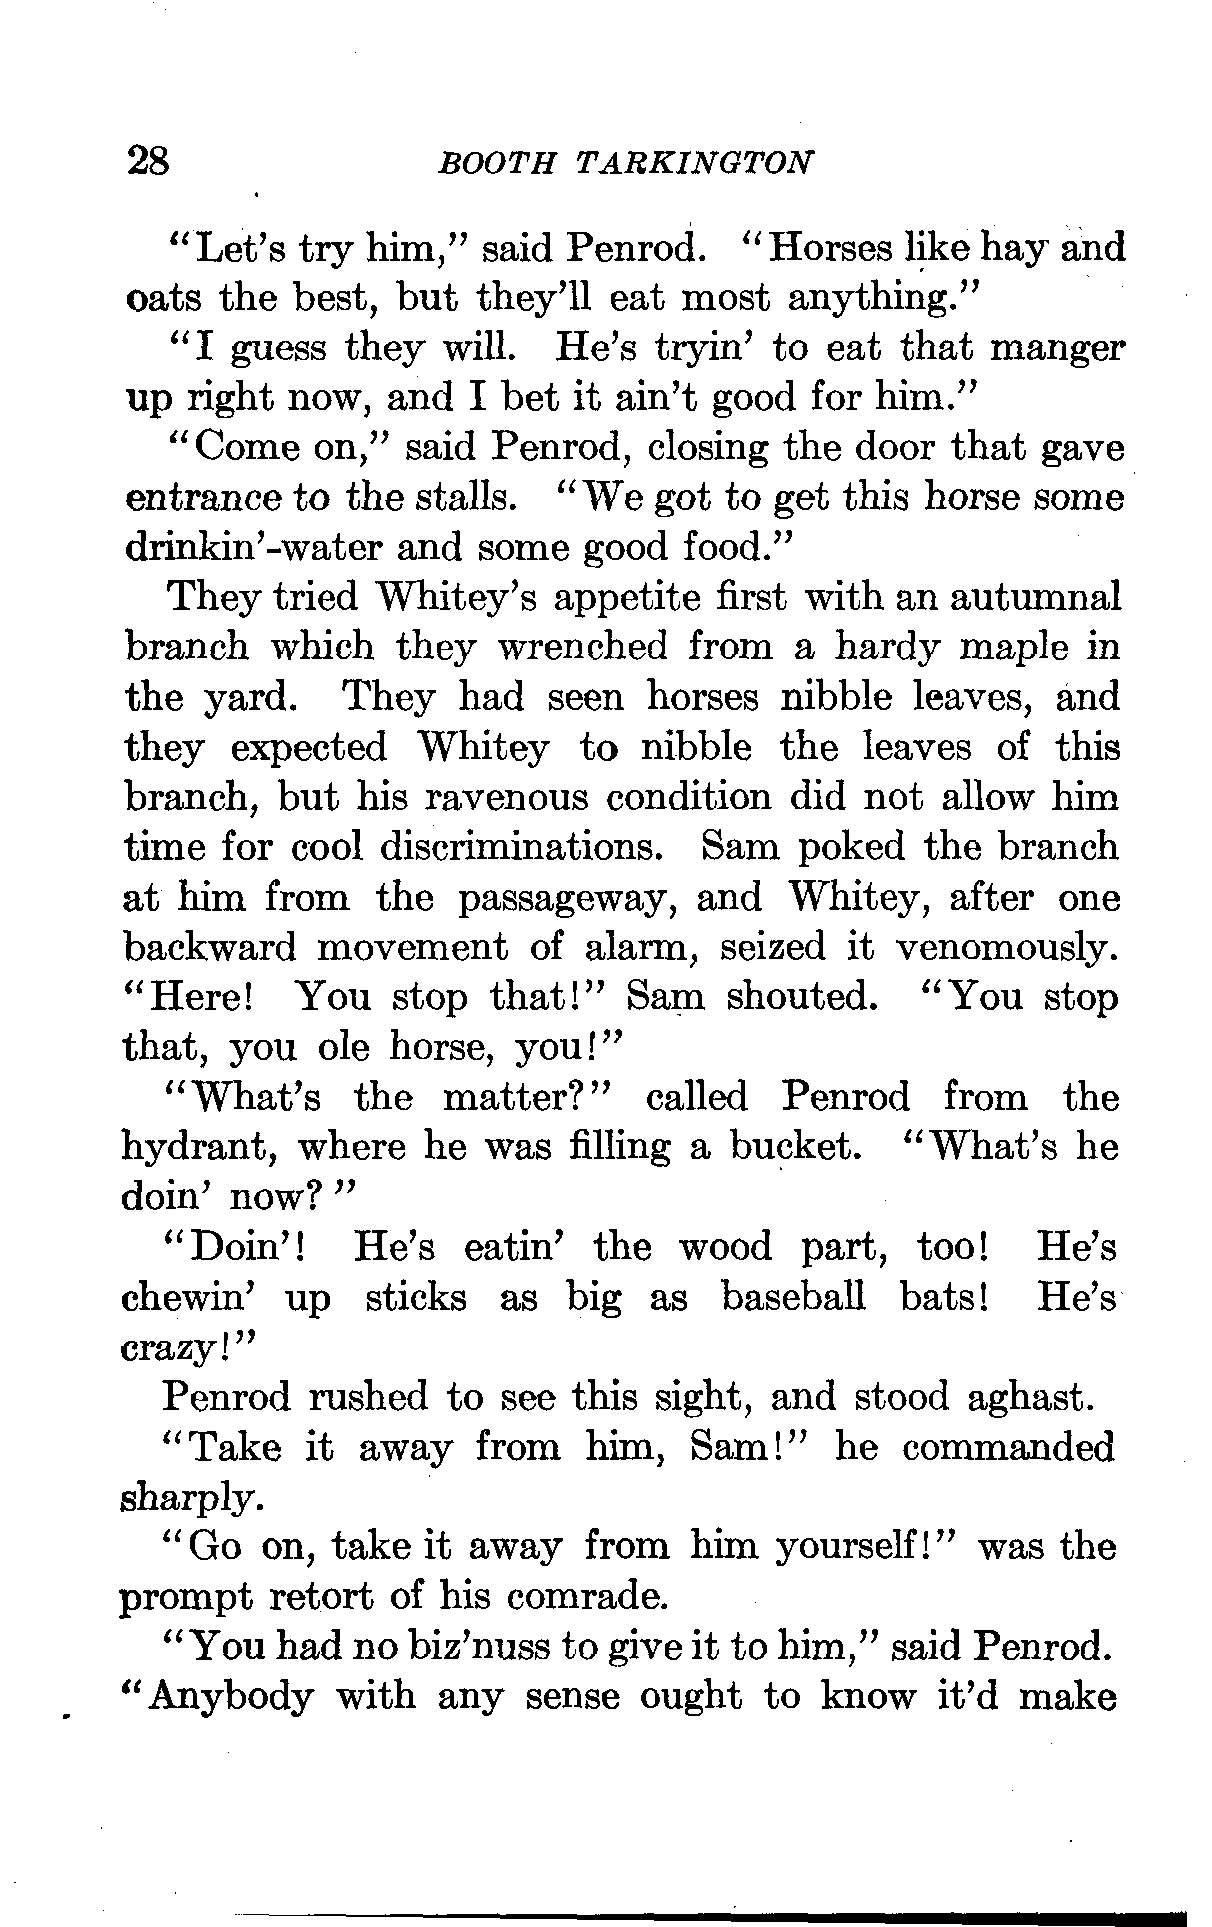 28 BOOTH TARKINGTON
"Let's try him," said Penrod. "Horses like hay and
oats the best, but they'll eat most anything."
"I guess they will. He's tryin' to eat that manger
up right now, and I bet it ain't good for him."
"Come on," said Penrod, closing the door that gave
entrance to the stalls. "We got to get this horse some
drinkin'-water and some good food."
They tried Whitey's appetite first with an autumnal
branch which they wrenched from a hardy maple in
the yard. They had seen horses nibble leaves, and
they expected Whitey to nibble the leaves of this
branch, but his ravenous condition did not allow him
time for cool discriminations. Sam poked the branch
at him from the passageway, and Whitey, after one
backward movement of alarm, seized it venomously.
"Here! You stop that!" Sam shouted. "You stop
that, you ole horse, you!"
"What's the matter?" called Penrod from the
hydrant, where he was filling a bucket. "What's he
doin' now?"
"Doin'! He's eatin' the wood part, too! He's
chewin' up sticks as big as baseball bats! He's
crazy!"
Penrod rushed to see this sight, and stood aghast.
"Take it away from him, Sam!" he commanded
sharply.
"Go on, take it away from him yourself!" was the
prompt retort of his comrade.
"You had no biz'nuss to give it to him," said Penrod.
"Anybody with any sense ought to know it'd make